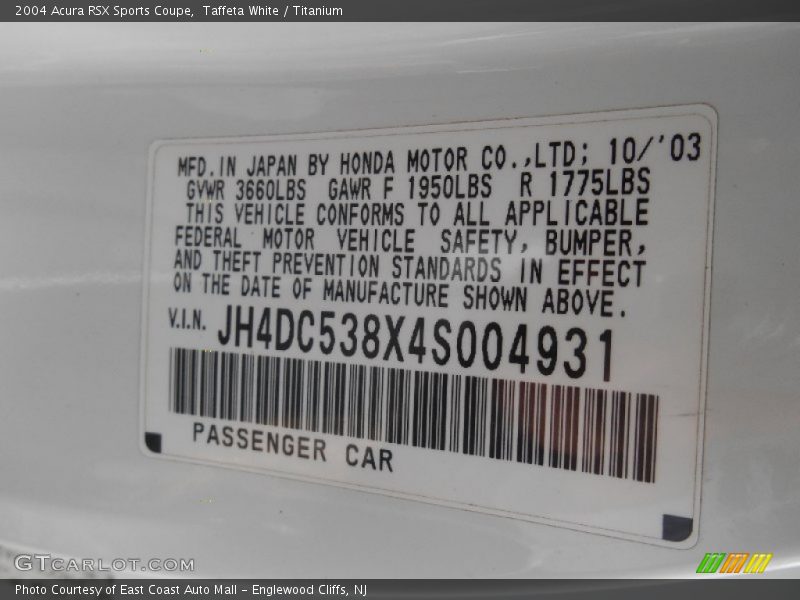 2004 Acura RSX Sports Coupe,  Taffeta White / Titanium
MFD.IN JAPAN BY HONDA MOTOR CO.,LTD; 10/'03
GVWR 3660LBS GAWR F 1950LBS R 1775LBS
THIS VEHICLE CONFORMS TO ALL APPLICABLE
FEDERAL MOTOR VEHICLE SAFETY, BUMPER,
AND THEFT PREVENTION STANDARDS IN EFFECT
ON THE DATE OF MANUFACTURE SHOWN ABOVE.
V.I.N. JH4DC538X4S004931
PASSENGER CAR
GTCARLOT.COM
Photo Courtesy of East Coast Auto Mall – Englewood Cliffs, NJ